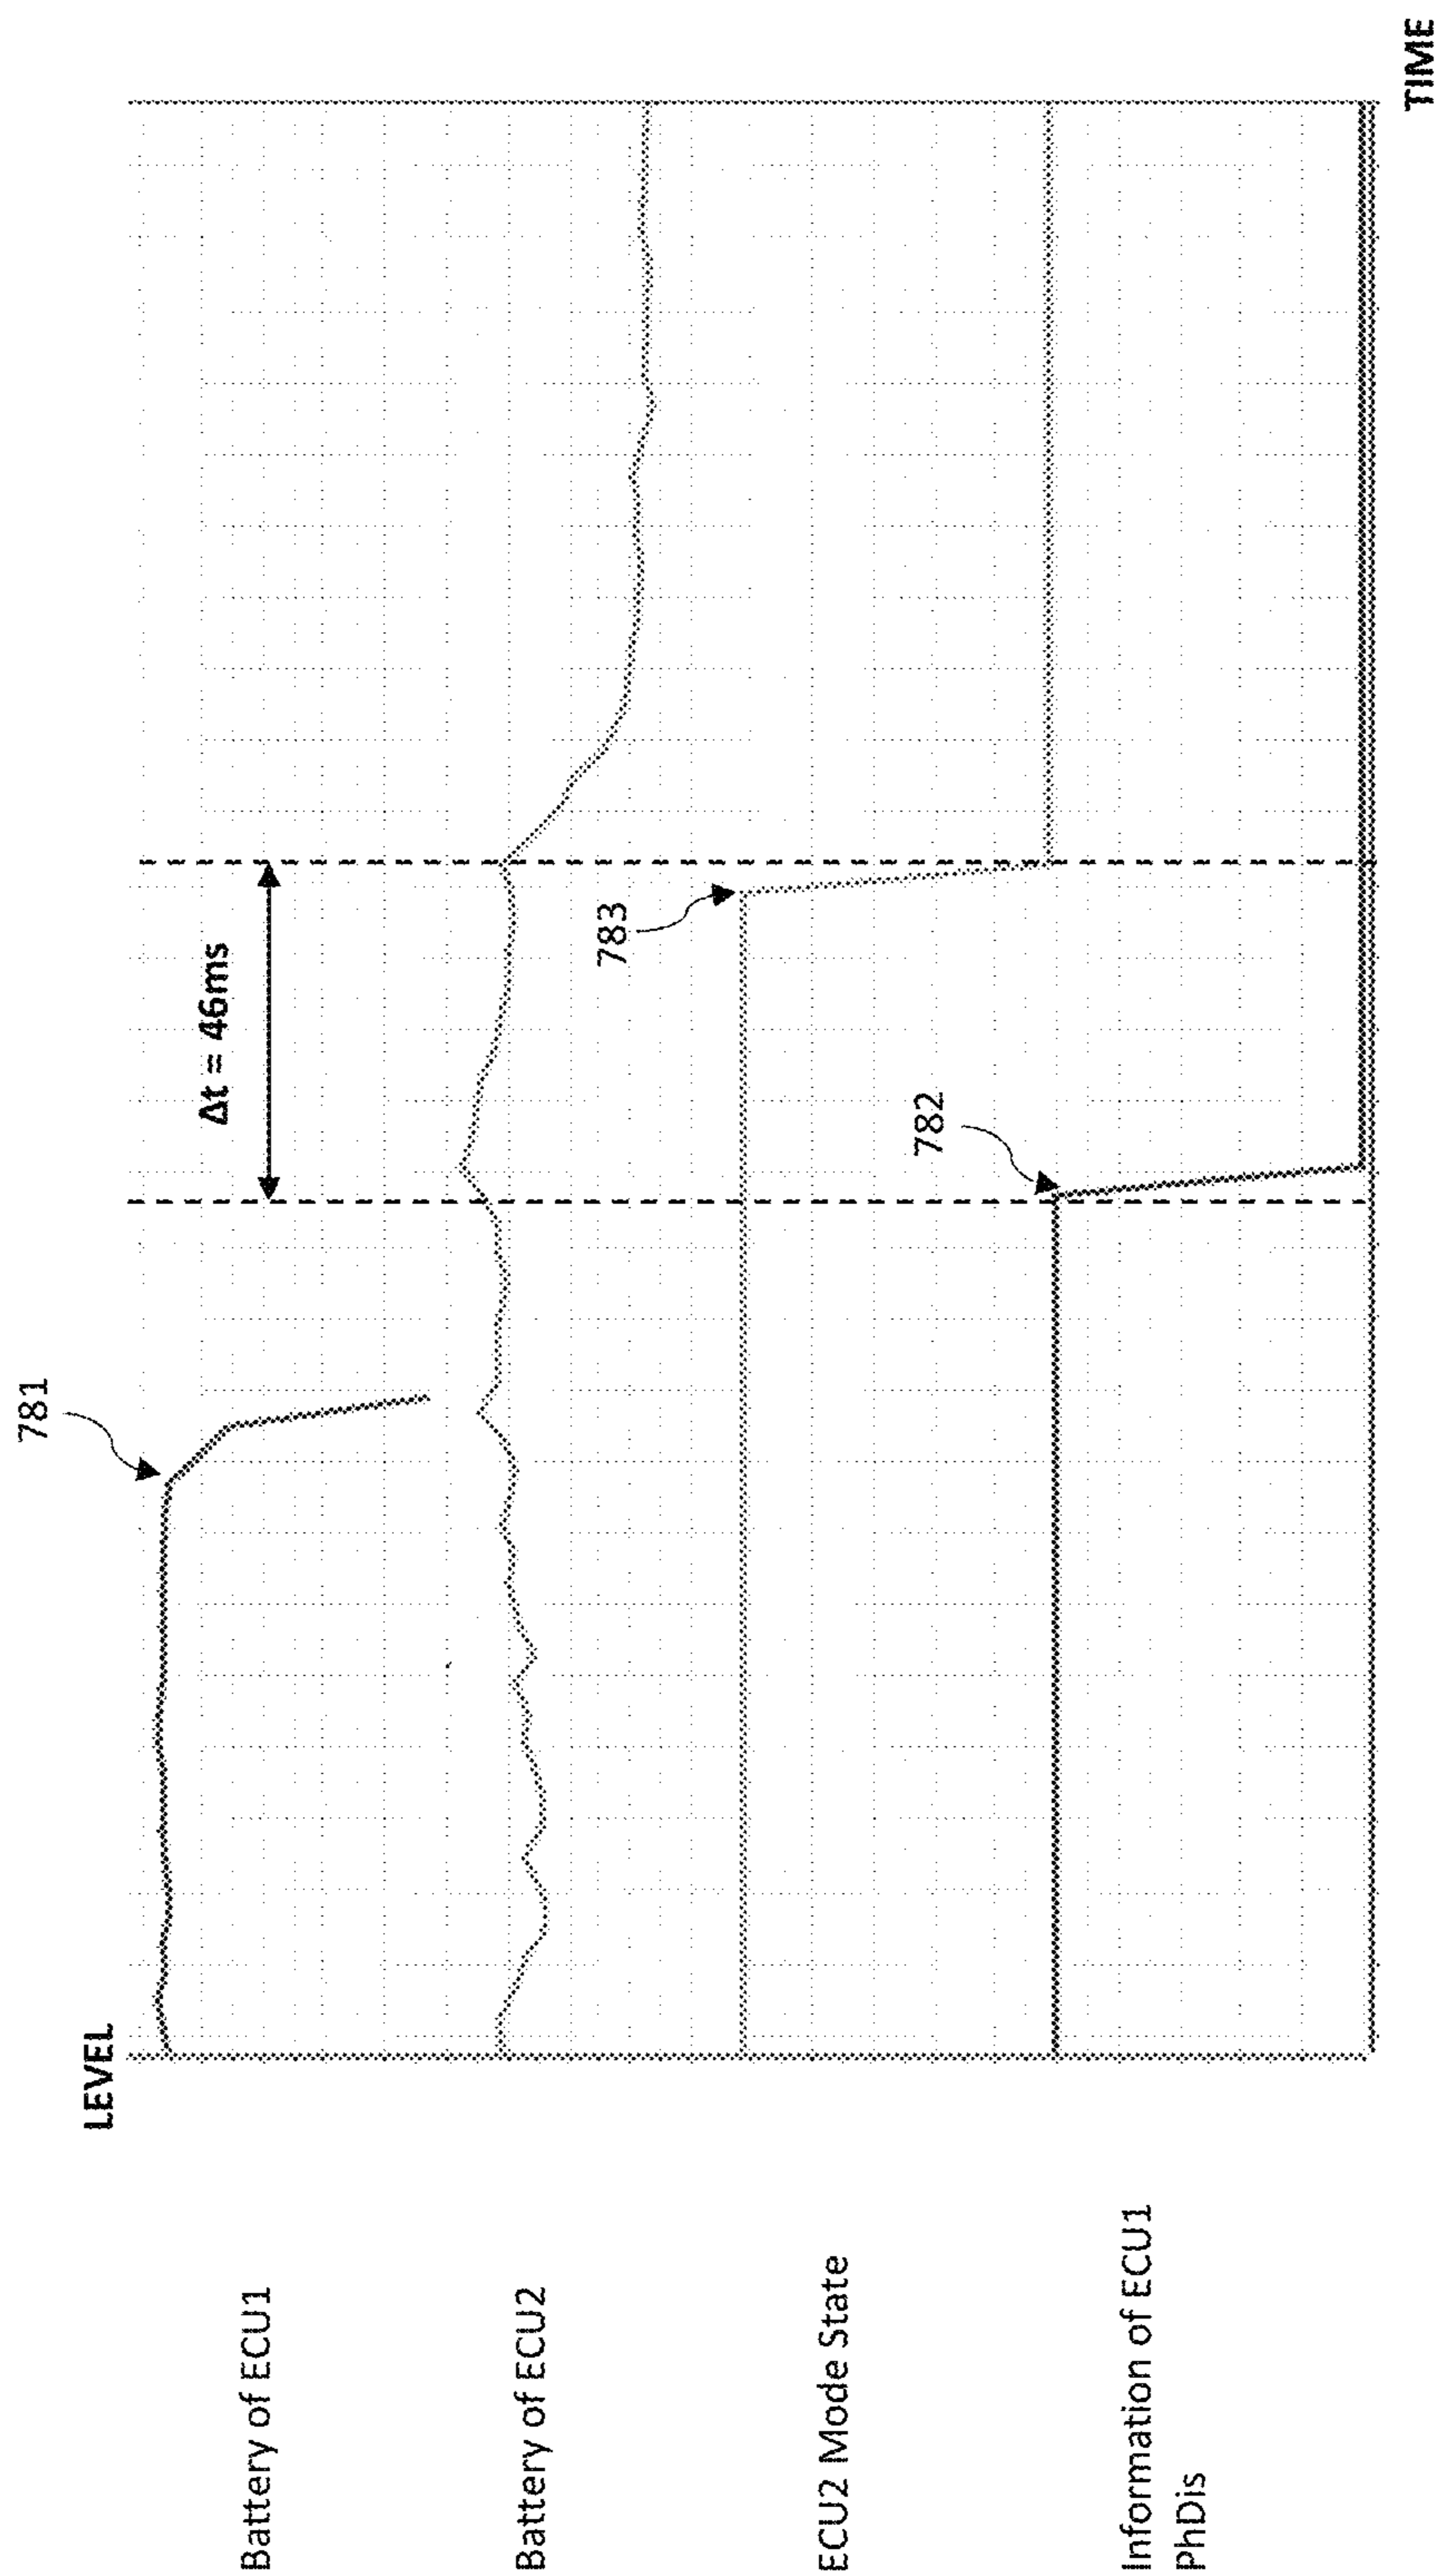 LEVEL
781
Δt = 46ms
Battery of ECU1
Battery of ECU2
783
ECU2 Mode State
782
Information of ECU1
PhDis
TIME